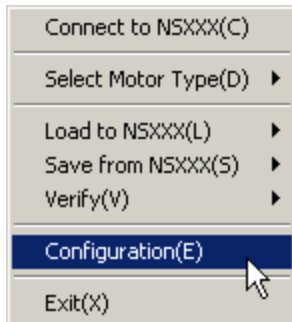 Connect to NSXXX(C)
Select Motor Type(D)
Load to NSXXX(L)
Save from NSXXX(S)
Verify(V)
Configuration(E)
Exit(X)